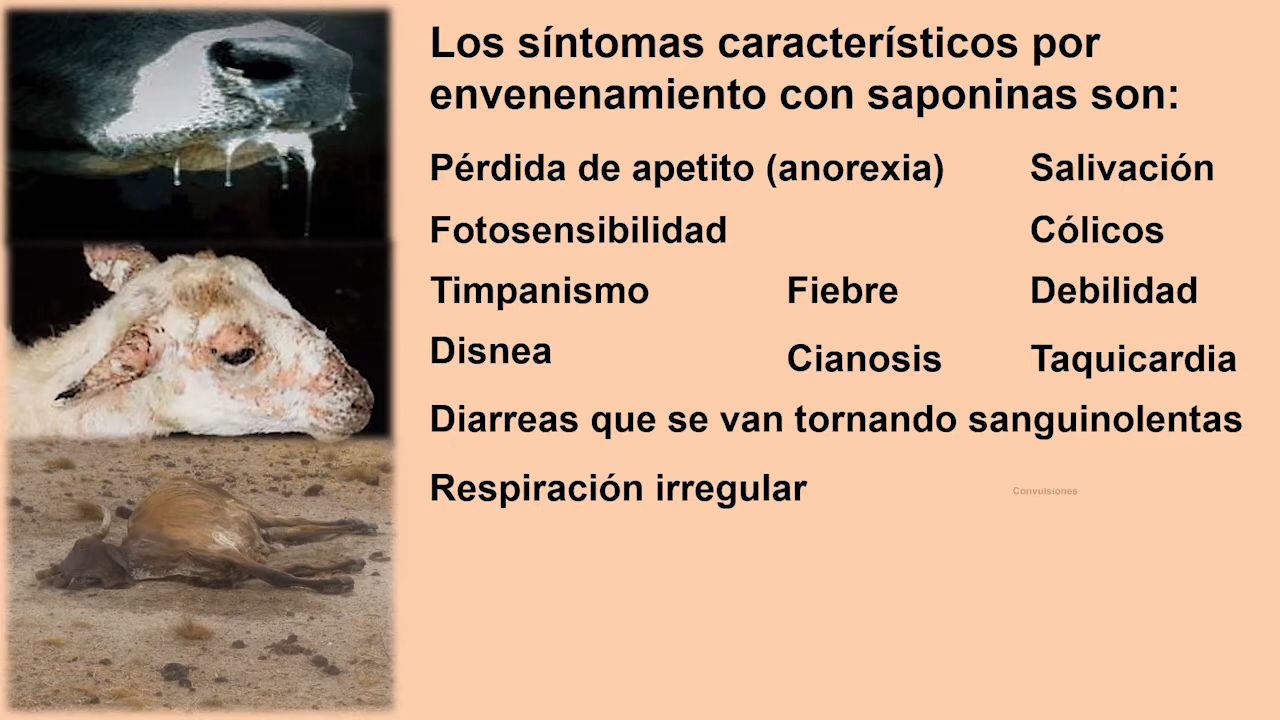 Los síntomas característicos por
envenenamiento con saponinas son:
Pérdida de apetito (anorexia) Salivación
Fotosensibilidad Cólicos
Timpanismo Fiebre Debilidad
Disnea Cianosis Taquicardia
Diarreas que se van tornando sanguinolentas
Respiración irregular Convulsiones